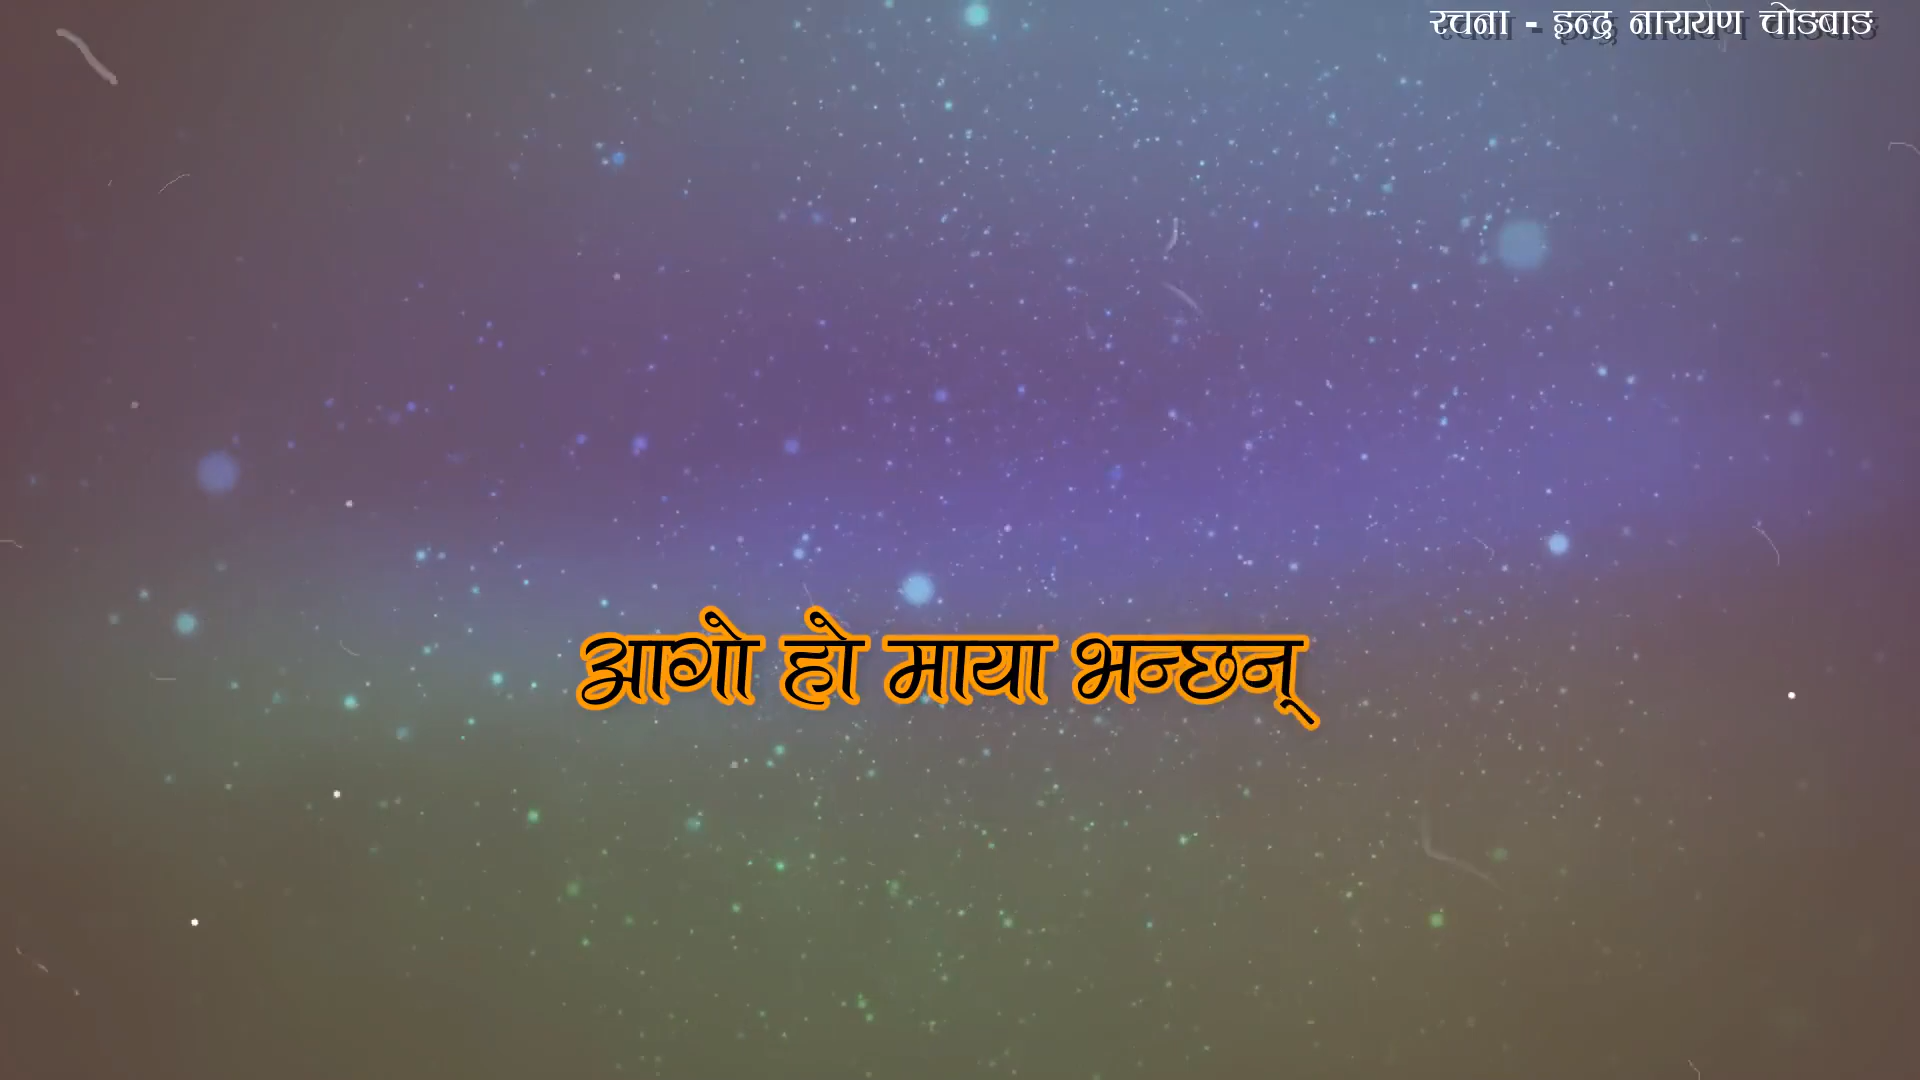 रचना - इन्द्र नारायण चोङबाङ
आगो हो माया भन्छन्